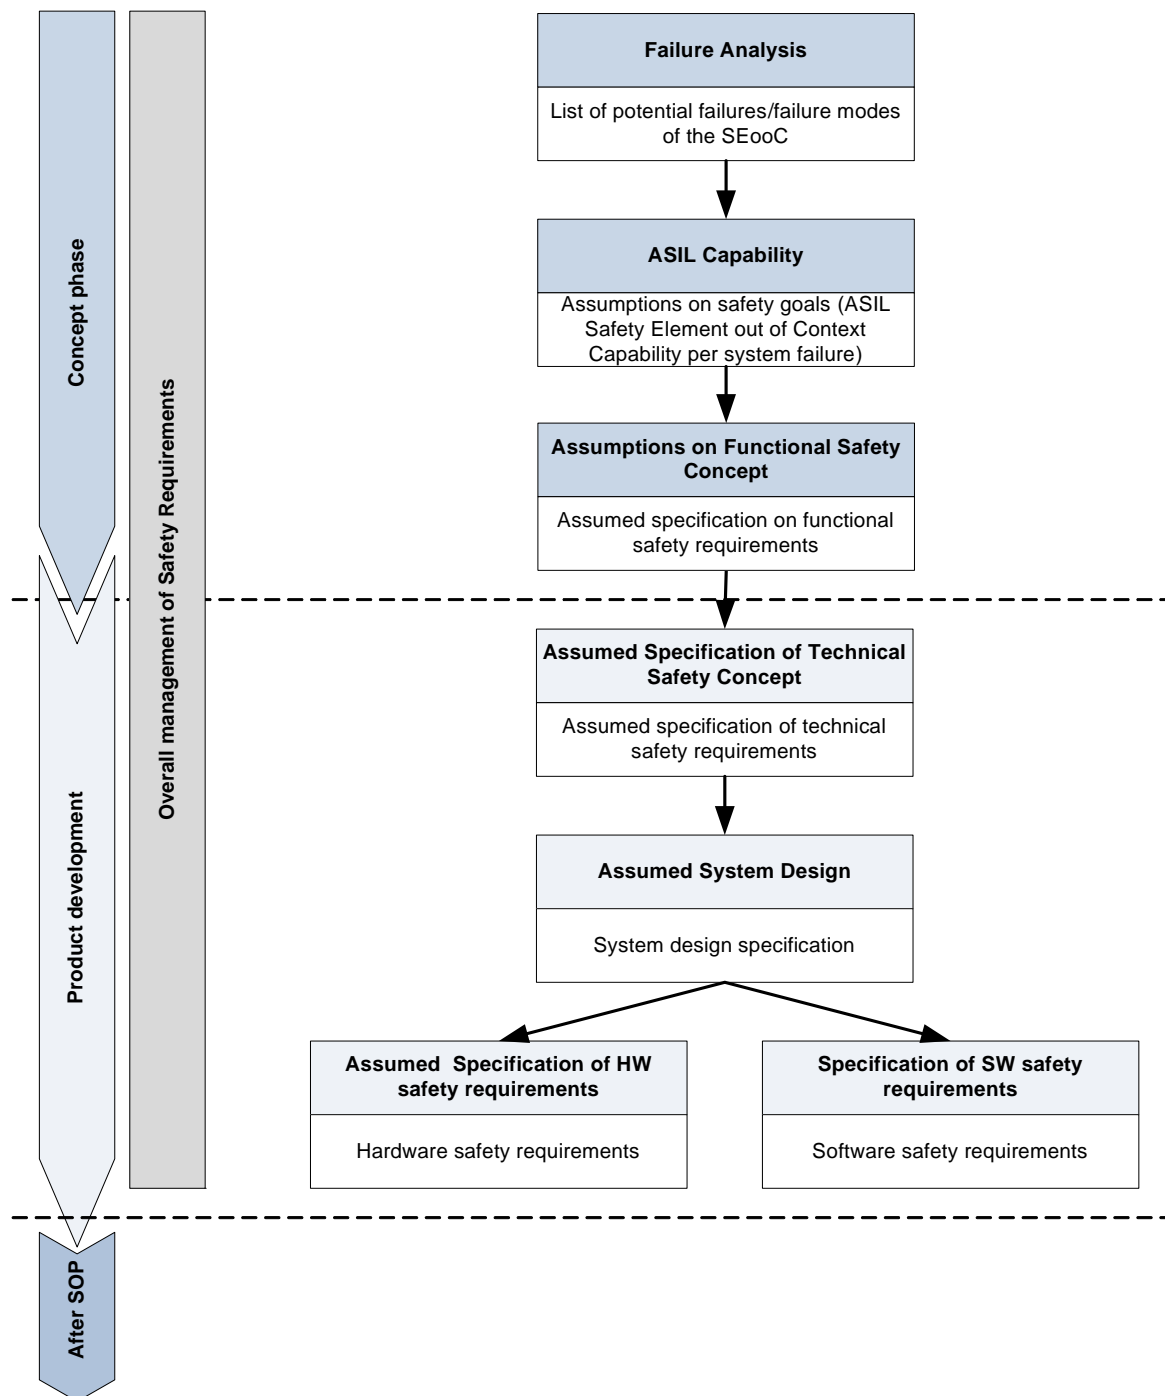 Concept phase
Overall management of Safety Requirements
Product development
After SOP
Failure Analysis
List of potential failures/failure modes
of the SEooC
ASIL Capability
Assumptions on safety goals (ASIL
Safety Element out of Context
Capability per system failure)
Assumptions on Functional Safety
Concept
Assumed specification on functional
safety requirements
Assumed Specification of Technical
Safety Concept
Assumed specification of technical
safety requirements
Assumed System Design
System design specification
Assumed  Specification of HW
safety requirements
Hardware safety requirements
Specification of SW safety
requirements
Software safety requirements